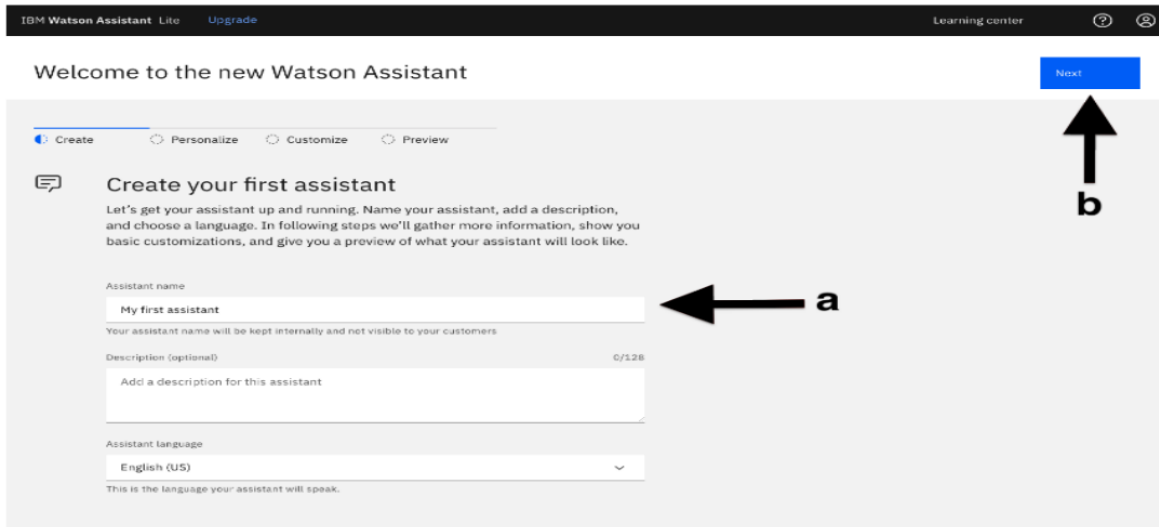 IBM Watson Assistant Lite Upgrade Learning center
Welcome to the new Watson Assistant
Next
Create Personalize Customize Preview
b
Create your first assistant
Let's get your assistant up and running. Name your assistant, add a description,
and choose a language. In following steps we'll gather more information, show you
basic customizations, and give you a preview of what your assistant will look like.
Assistant name
My first assistant
a
Your assistant name will be kept internally and not visible to your customers
Description (optional) 0/128
Add a description for this assistant
Assistant language
English (US)
This is the language your assistant will speak.